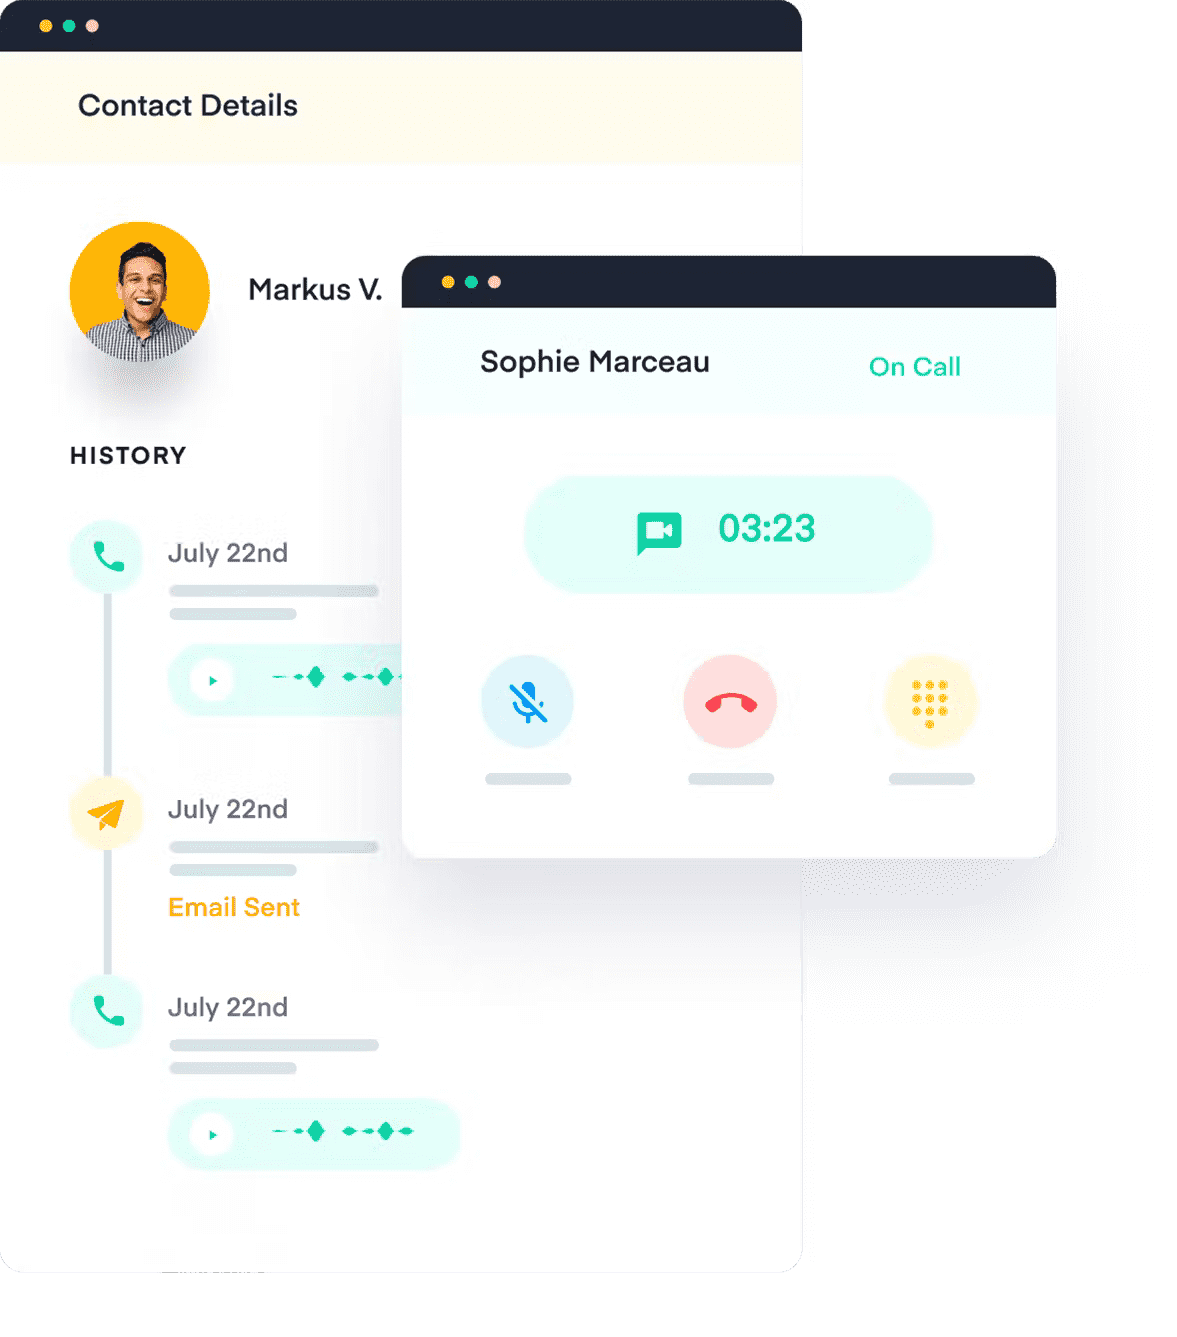 Contact Details
Markus V.
HISTORY
July 22nd
July 22nd
Email Sent
July 22nd
Sophie Marceau
On Call
03:23